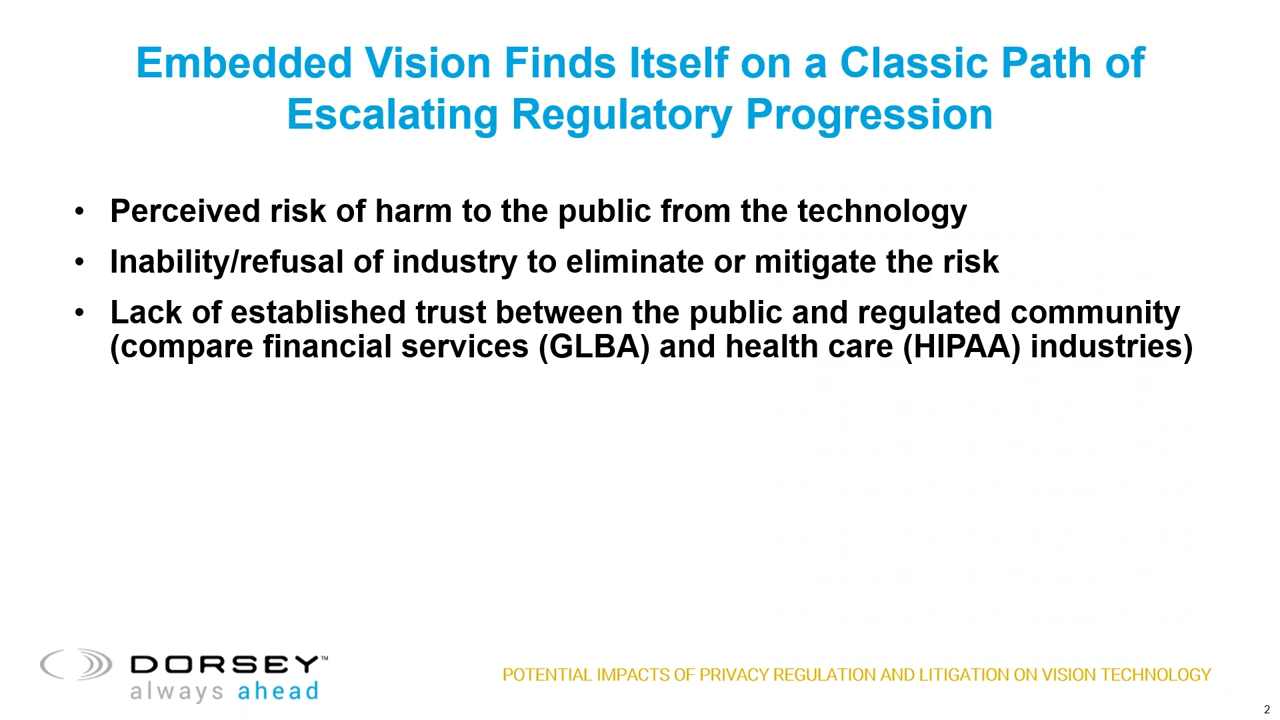 Embedded Vision Finds Itself on a Classic Path of
Escalating Regulatory Progression
• Perceived risk of harm to the public from the technology
• Inability/refusal of industry to eliminate or mitigate the risk
• Lack of established trust between the public and regulated community
(compare financial services (GLBA) and health care (HIPAA) industries)
DORSEY™
always ahead
POTENTIAL IMPACTS OF PRIVACY REGULATION AND LITIGATION ON VISION TECHNOLOGY
2